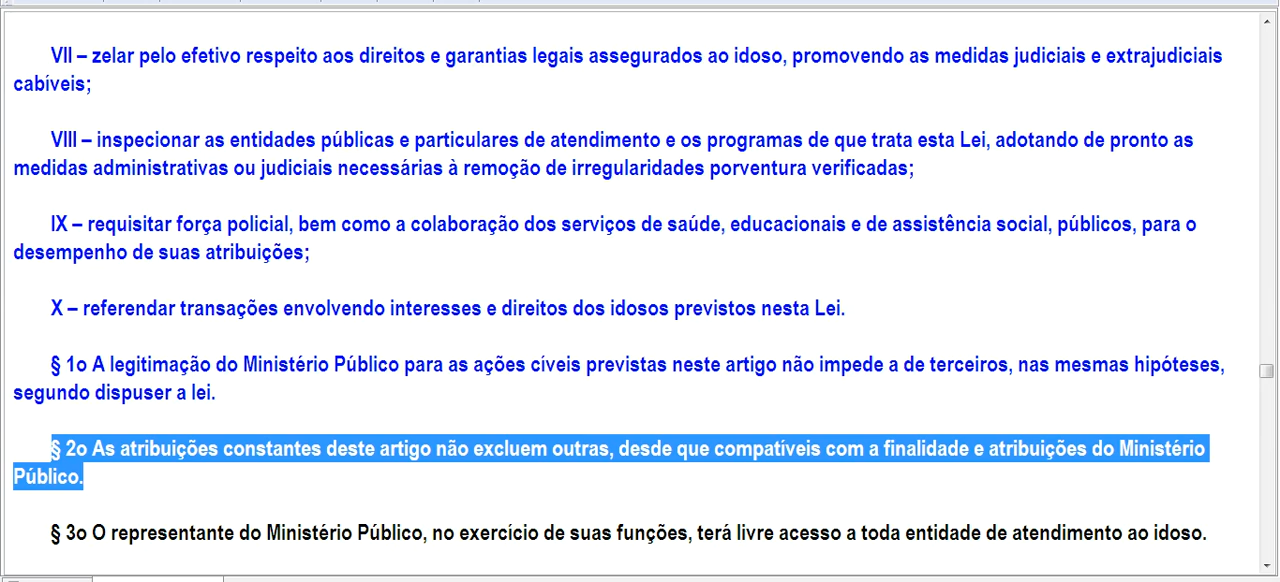 VII – zelar pelo efetivo respeito aos direitos e garantias legais assegurados ao idoso, promovendo as medidas judiciais e extrajudiciais
cabíveis;
VIII – inspecionar as entidades públicas e particulares de atendimento e os programas de que trata esta Lei, adotando de pronto as
medidas administrativas ou judiciais necessárias à remoção de irregularidades porventura verificadas;
IX – requisitar força policial, bem como a colaboração dos serviços de saúde, educacionais e de assistência social, públicos, para o
desempenho de suas atribuições;
X – referendar transações envolvendo interesses e direitos dos idosos previstos nesta Lei.
§ 1o A legitimação do Ministério Público para as ações cíveis previstas neste artigo não impede a de terceiros, nas mesmas hipóteses,
segundo dispuser a lei.
§ 2o As atribuições constantes deste artigo não excluem outras, desde que compatíveis com a finalidade e atribuições do Ministério
Público.
§ 3o O representante do Ministério Público, no exercício de suas funções, terá livre acesso a toda entidade de atendimento ao idoso.